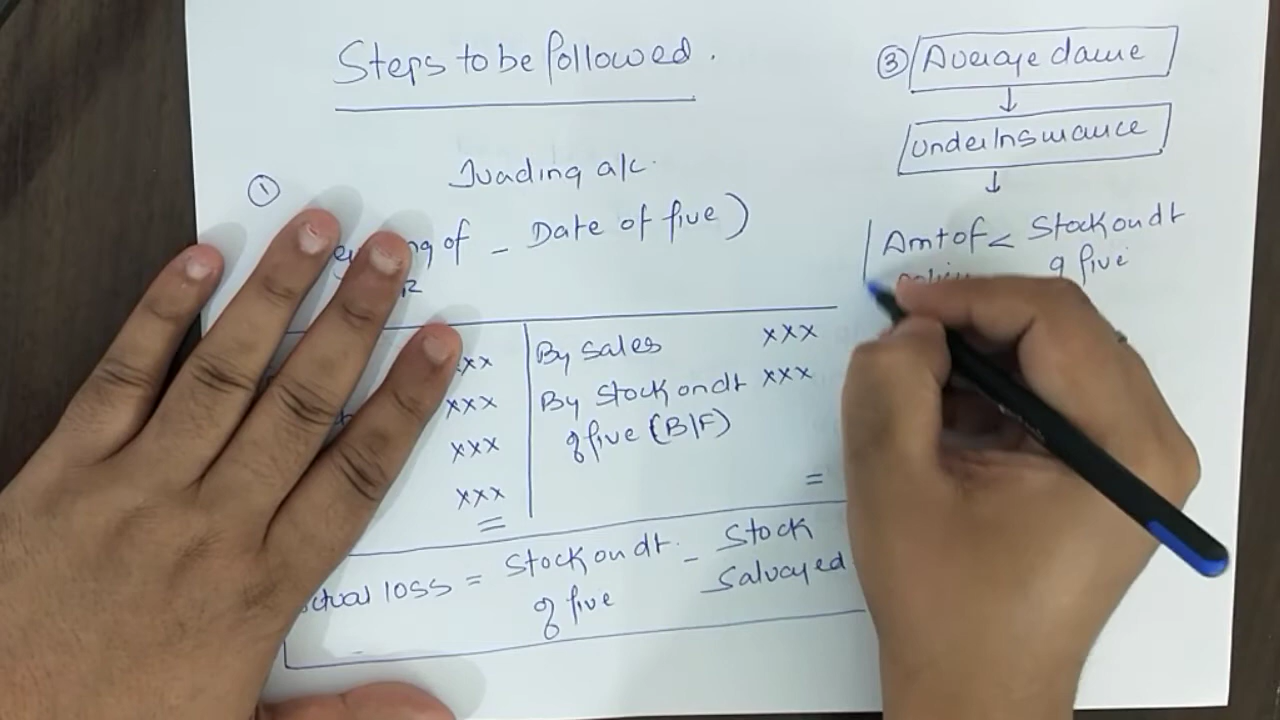 Steps to be followed.
① Trading a/c.
of - Date of fire)
xxx
xxx
xxx
xxx
=
By Sales xxx
By Stock on dt xxx
of fire (B/F)
=
loss = Stock on dt. - Stock
of fire Salvaged
③ Average clause
↓
Under Insurance
↓
Amt of < Stock on dt
of fire